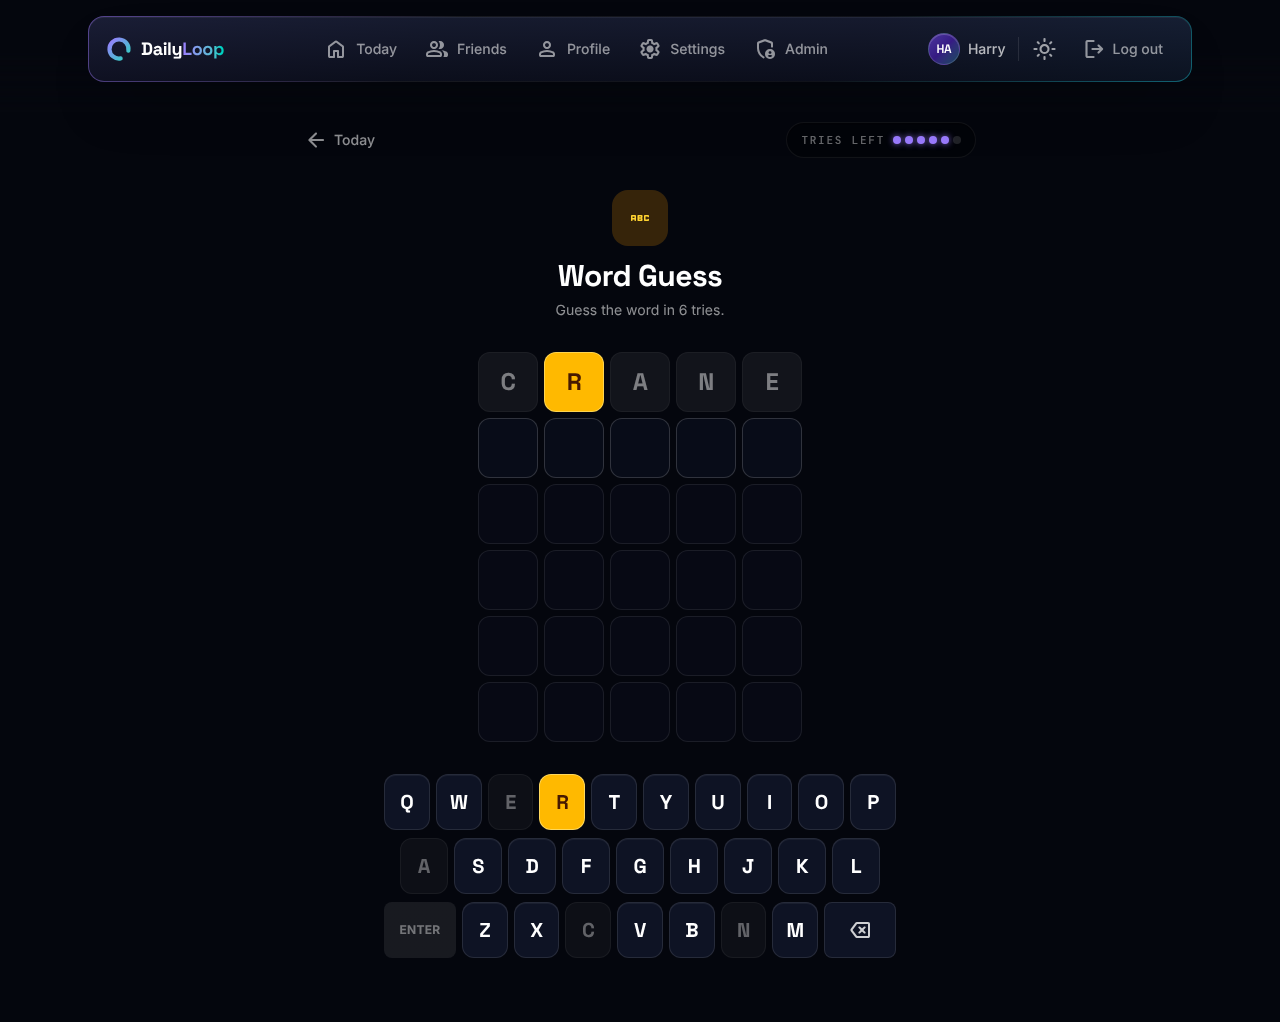 DailyLoop Today Friends Profile Settings Admin HA Harry Log out
Today TRIES LEFT
ABC
Word Guess
Guess the word in 6 tries.
C R A N E
Q W E R T Y U I O P
A S D F G H J K L
ENTER Z X C V B N M